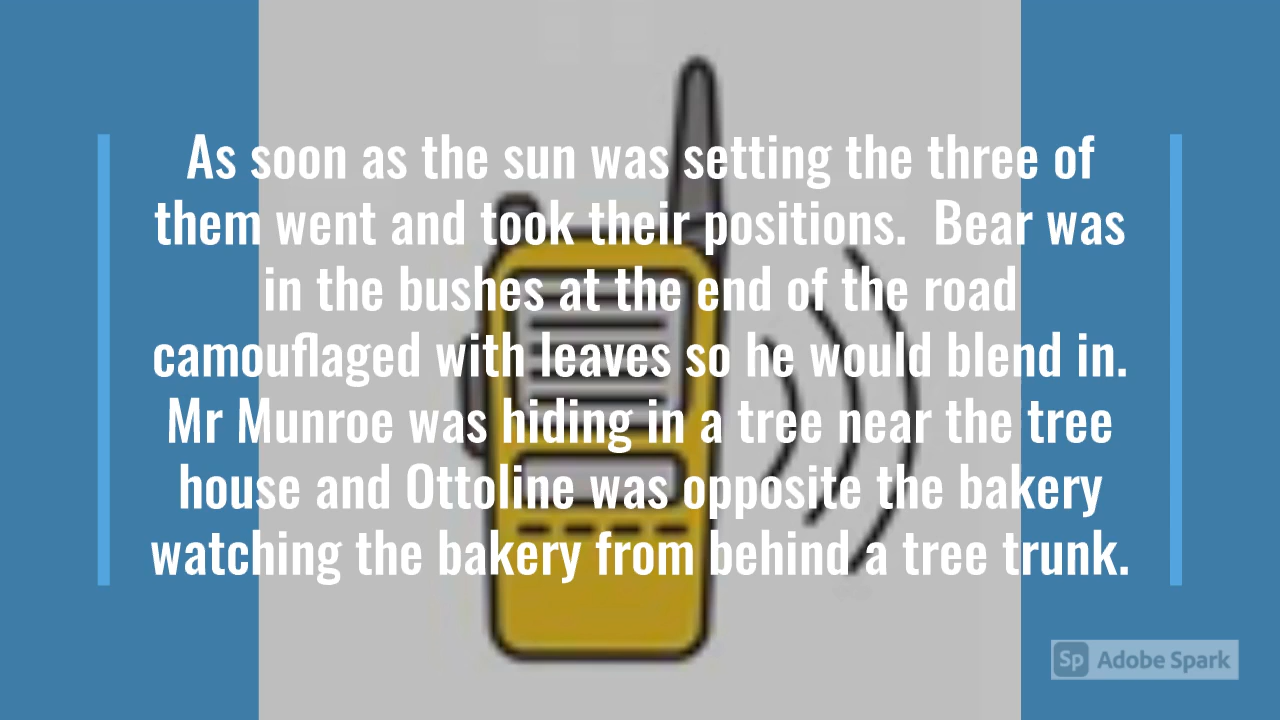 As soon as the sun was setting the three of
them went and took their positions.  Bear was
in the bushes at the end of the road
camouflaged with leaves so he would blend in.
Mr Munroe was hiding in a tree near the tree
house and Ottoline was opposite the bakery
watching the bakery from behind a tree trunk.
Sp Adobe Spark